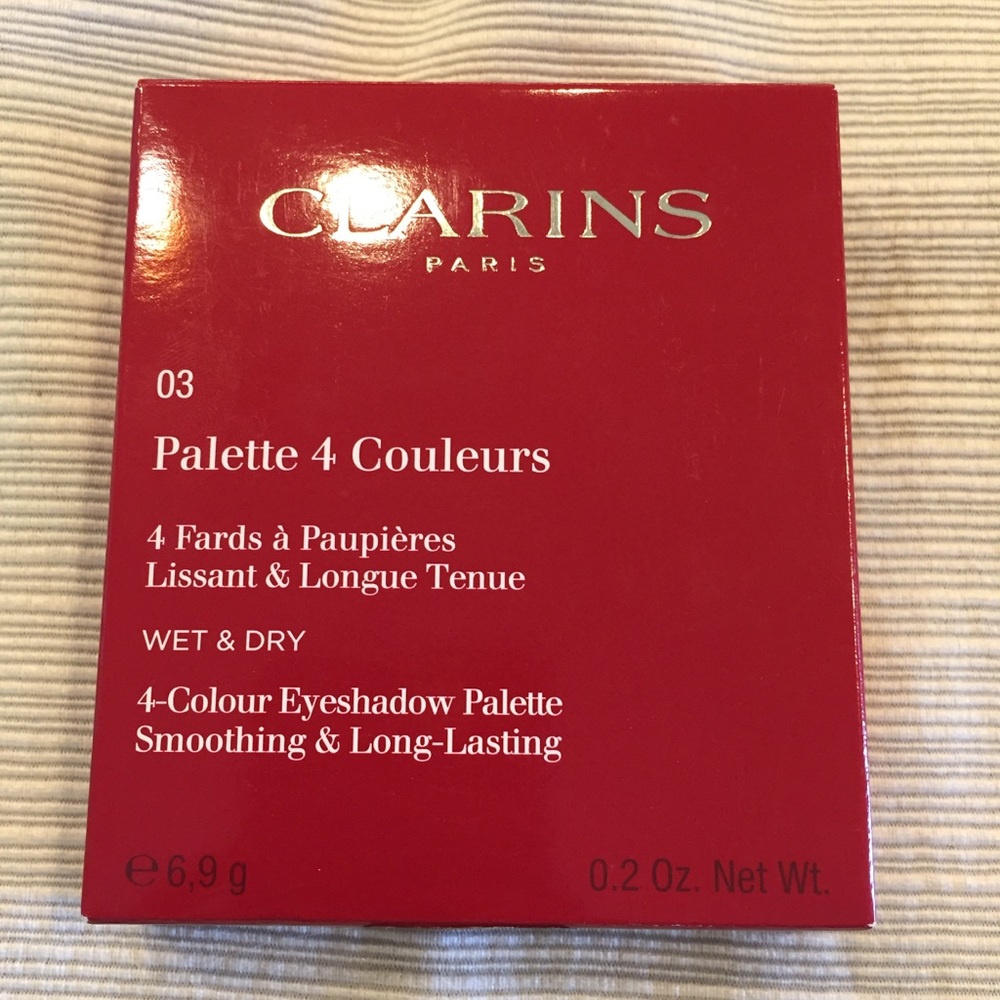 CLARINS
PARIS
03
Palette 4 Couleurs
4 Fards à Paupières
Lissant & Longue Tenue
WET & DRY
4-Colour Eyeshadow Palette
Smoothing & Long-Lasting
℮ 6,9 g 0.2 Oz. Net Wt.